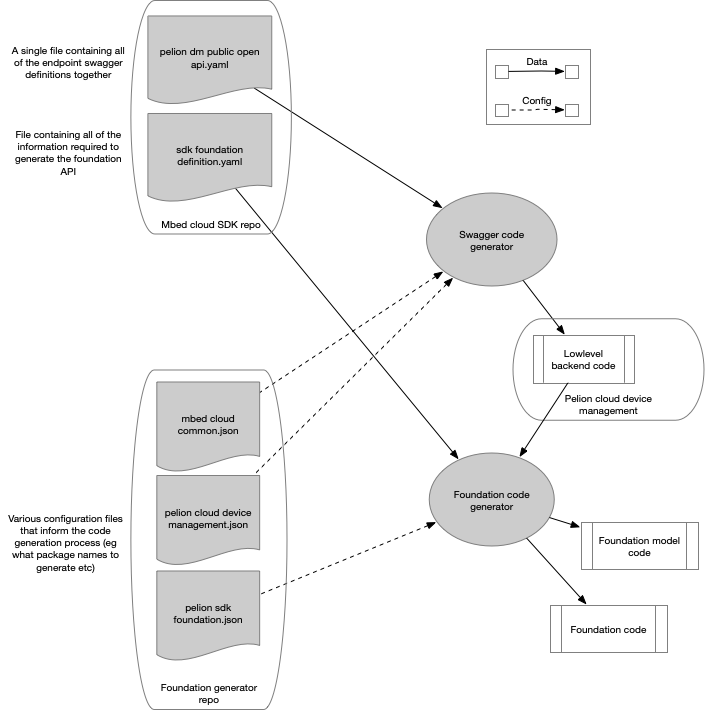 A single file containing all
of the endpoint swagger
definitions together
pelion dm public open
api.yaml
File containing all of the
information required to
generate the foundation
API
sdk foundation
definition.yaml
Mbed cloud SDK repo
Data
Config
Swagger code
generator
Lowlevel
backend code
Pelion cloud device
management
mbed cloud
common.json
pelion cloud device
management.json
Various configuration files
that inform the code
generation process (eg
what package names to
generate etc)
pelion sdk
foundation.json
Foundation generator
repo
Foundation code
generator
Foundation model
code
Foundation code